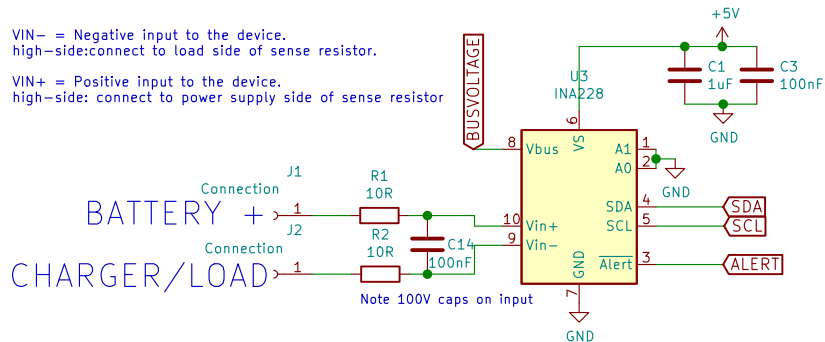 VIN- = Negative input to the device.
high-side:connect to load side of sense resistor.
VIN+ = Positive input to the device.
high-side: connect to power supply side of sense resistor
+5V
BUSVOLTAGE
U3
INA228
C1
1uF
C3
100nF
GND
6
VS
8
Vbus
A1
1
A0
2
GND
J1
Connection
BATTERY +
1
R1
10R
J2
Connection
CHARGER/LOAD
1
R2
10R
C14
100nF
10
Vin+
9
Vin-
SDA
4
SDA
SCL
5
SCL
Alert
3
ALERT
GND
7
GND
Note 100V caps on input